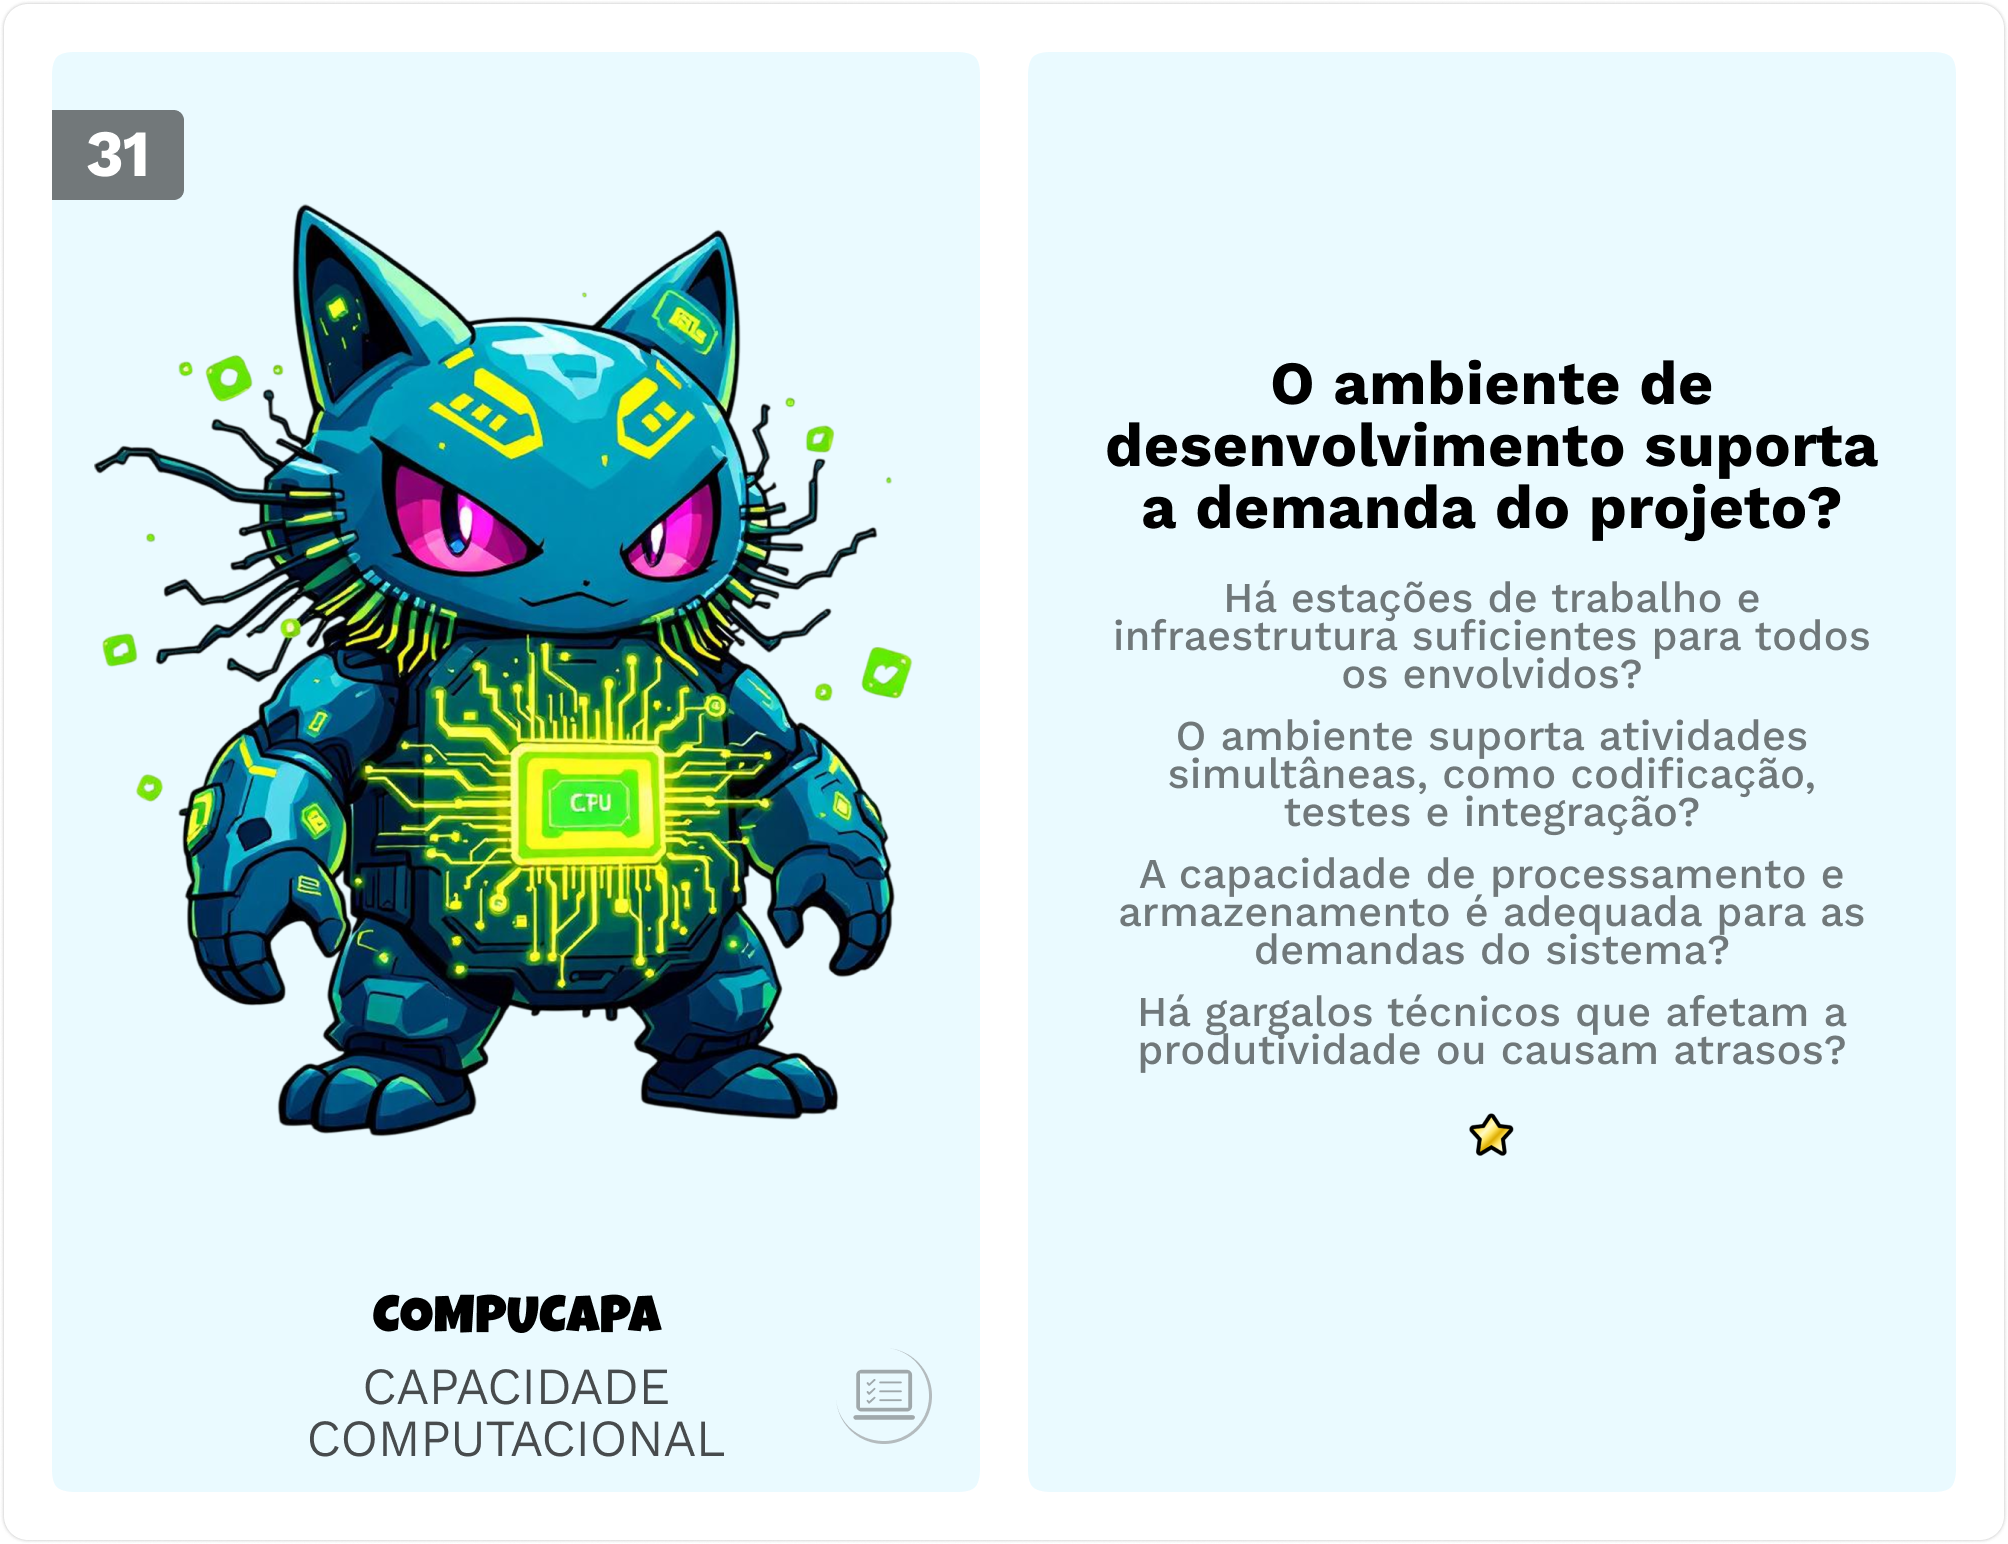 31
CPU
COMPUCAPA
CAPACIDADE
COMPUTACIONAL
O ambiente de
desenvolvimento suporta
a demanda do projeto?
Há estações de trabalho e
infraestrutura suficientes para todos
os envolvidos?
O ambiente suporta atividades
simultâneas, como codificação,
testes e integração?
A capacidade de processamento e
armazenamento é adequada para as
demandas do sistema?
Há gargalos técnicos que afetam a
produtividade ou causam atrasos?